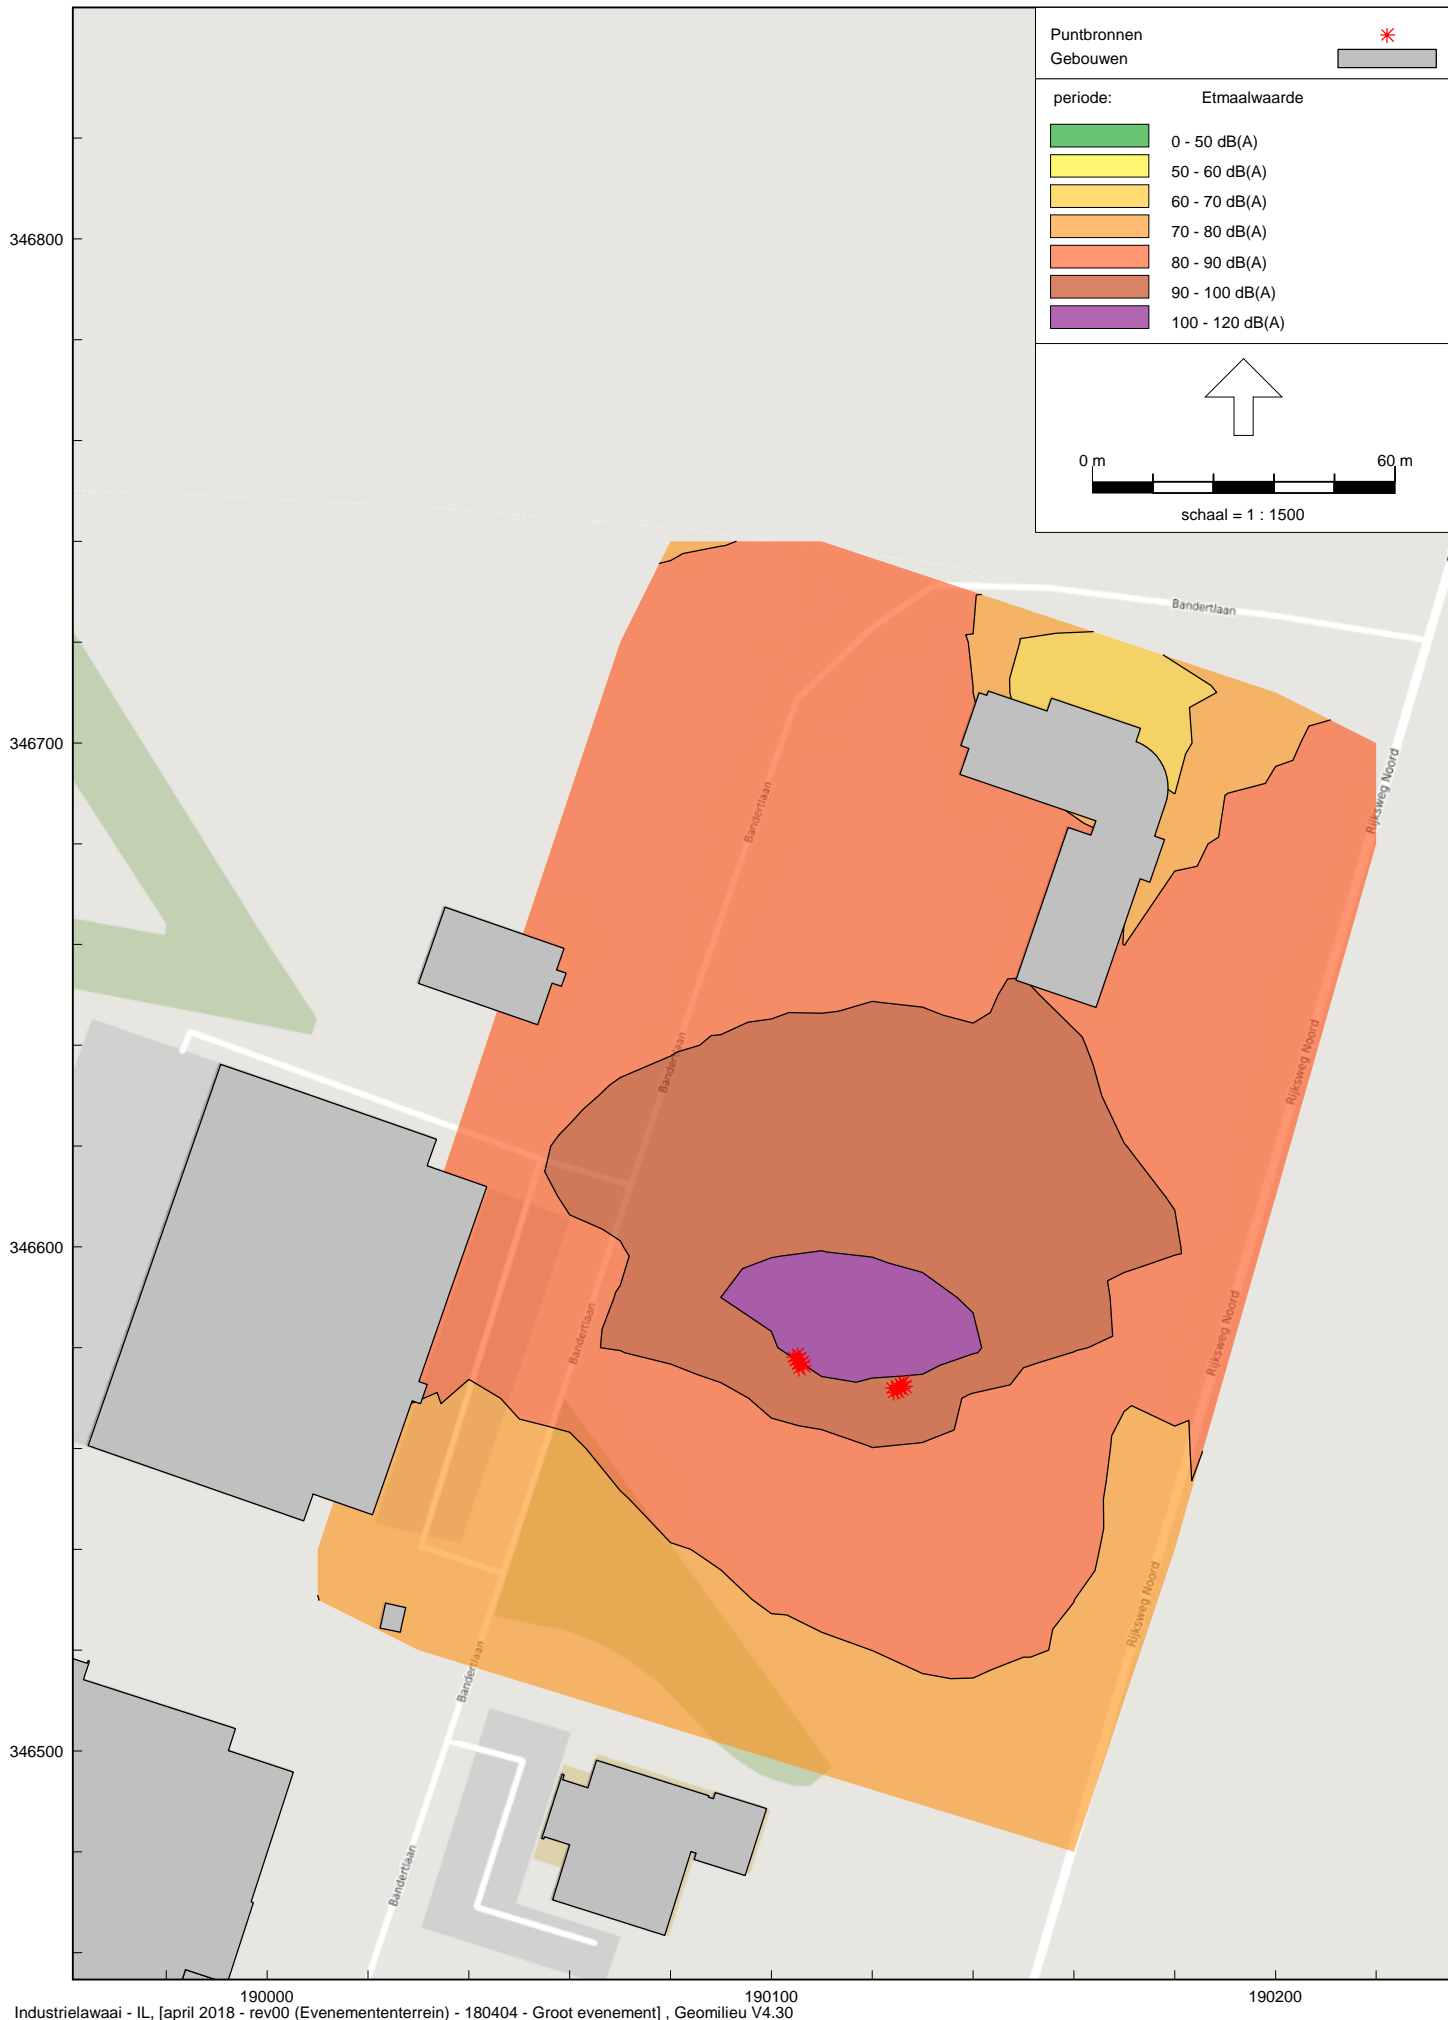 Puntbronnen
Gebouwen
periode: Etmaalwaarde
0 - 50 dB(A)
50 - 60 dB(A)
60 - 70 dB(A)
70 - 80 dB(A)
80 - 90 dB(A)
90 - 100 dB(A)
100 - 120 dB(A)
0 m 60 m
schaal = 1 : 1500
346800
346700
346600
346500
Bandertlaan
Rijksweg Noord
Bandertlaan
Rijksweg Noord
Bandertlaan
Rijksweg Noord
Bandertlaan
Rijksweg Noord
Bandertlaan
Bandertlaan
190000 190100 190200
Industrielawaai - IL, [april 2018 - rev00 (Evenemententerrein) - 180404 - Groot evenement] , Geomilieu V4.30